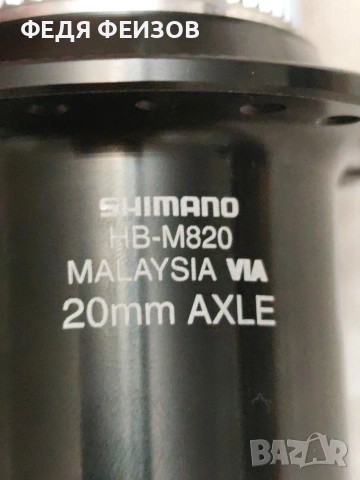 ФЕДЯ ФЕИЗОВ
SHIMANO
HB-M820
MALAYSIA VIA
20mm AXLE
BAZAR